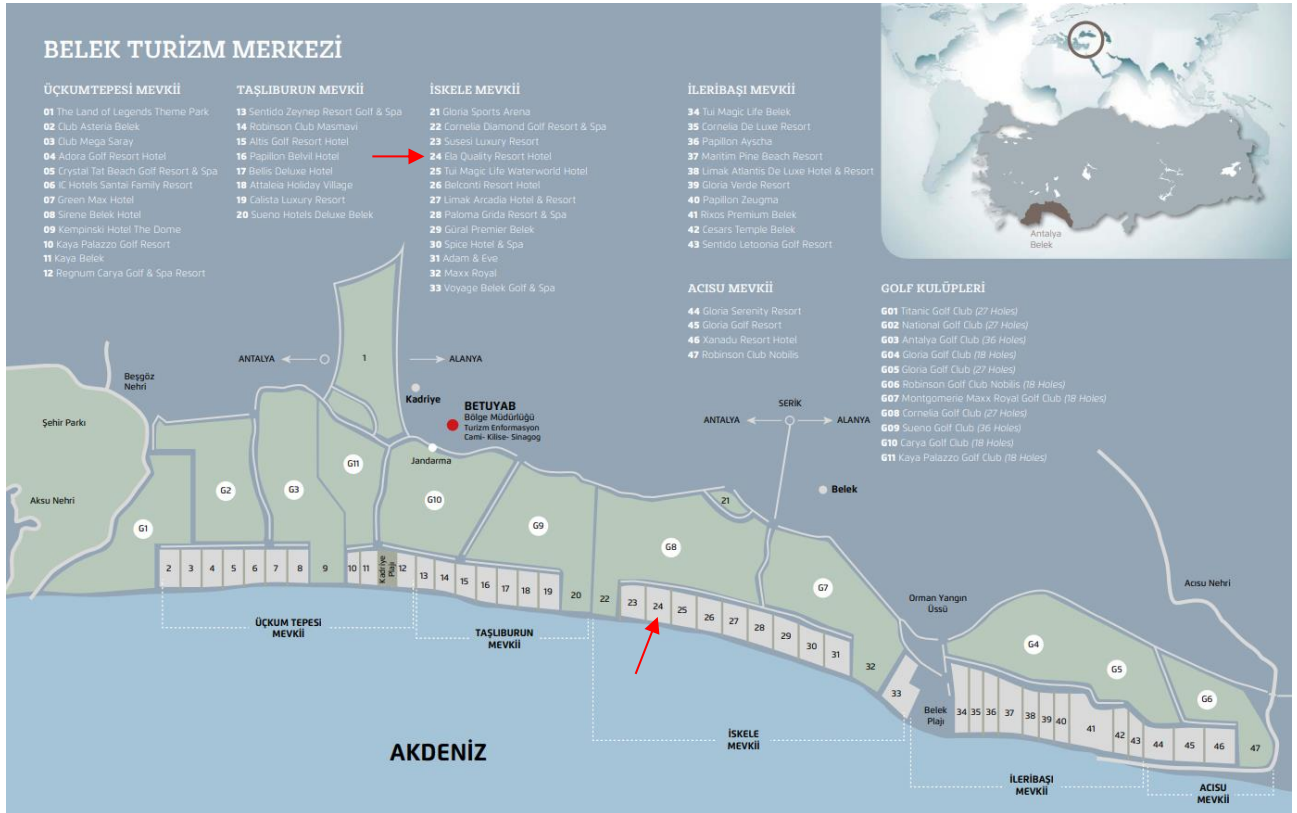 BELEK TURİZM MERKEZİ
ÜÇKUMTEPESİ MEVKİİ
01 The Land of Legends Theme Park
02 Club Asteria Belek
03 Club Mega Saray
04 Adora Golf Resort Hotel
05 Crystal Tat Beach Golf Resort & Spa
06 IC Hotels Santai Family Resort
07 Green Max Hotel
08 Sirene Belek Hotel
09 Kempinski Hotel The Dome
10 Kaya Palazzo Golf Resort
11 Kaya Belek
12 Regnum Carya Golf & Spa Resort
TAŞLIBURUN MEVKİİ
13 Sentido Zeynep Resort Golf & Spa
14 Robinson Club Masmavi
15 Altis Golf Resort Hotel
16 Papillon Belvil Hotel
17 Bellis Deluxe Hotel
18 Attaleia Holiday Village
19 Calista Luxury Resort
20 Sueno Hotels Deluxe Belek
İSKELE MEVKİİ
21 Gloria Sports Arena
22 Cornelia Diamond Golf Resort & Spa
23 Susesi Luxury Resort
24 Ela Quality Resort Hotel
25 Tui Magic Life Waterworld Hotel
26 Belconti Resort Hotel
27 Limak Arcadia Hotel & Resort
28 Paloma Grida Resort & Spa
29 Güral Premier Belek
30 Spice Hotel & Spa
31 Adam & Eve
32 Maxx Royal
33 Voyage Belek Golf & Spa
İLERİBAŞI MEVKİİ
34 Tui Magic Life Belek
35 Cornelia De Luxe Resort
36 Papillon Ayscha
37 Maritim Pine Beach Resort
38 Limak Atlantis De Luxe Hotel & Resort
39 Gloria Verde Resort
40 Papillon Zeugma
41 Rixos Premium Belek
42 Cesars Temple Belek
43 Sentido Letoonia Golf Resort
ACISU MEVKİİ
44 Gloria Serenity Resort
45 Gloria Golf Resort
46 Xanadu Resort Hotel
47 Robinson Club Nobilis
GOLF KULÜPLERİ
G01 Titanic Golf Club (27 Holes)
G02 National Golf Club (27 Holes)
G03 Antalya Golf Club (36 Holes)
G04 Gloria Golf Club (18 Holes)
G05 Gloria Golf Club (27 Holes)
G06 Robinson Golf Club Nobilis (18 Holes)
G07 Montgomerie Maxx Royal Golf Club (18 Holes)
G08 Cornelia Golf Club (27 Holes)
G09 Sueno Golf Club (36 Holes)
G10 Carya Golf Club (18 Holes)
G11 Kaya Palazzo Golf Club (18 Holes)
Antalya
Belek
ANTALYA
1
ALANYA
Beşgöz
Nehri
Kadriye
BETUYAB
Bölge Müdürlüğü
Turizm Enformasyon
Cami- Kilise- Sinagog
Jandarma
SERİK
ANTALYA
ALANYA
Belek
Şehir Parkı
Aksu Nehri
G1
G2
G3
G11
G10
G9
G8
21
G7
G4
G5
G6
Orman Yangın
Üssü
Acısu Nehri
2
3
4
5
6
7
8
9
10
11
Kadriye
Plajı
12
13
14
15
16
17
18
19
20
22
23
24
25
26
27
28
29
30
31
32
33
Belek
Plajı
34
35
36
37
38
39
40
41
42
43
44
45
46
47
ÜÇKUM TEPESİ
MEVKİİ
TAŞLIBURUN
MEVKİİ
İSKELE
MEVKİİ
İLERİBAŞI
MEVKİİ
ACISU
MEVKİİ
AKDENİZ